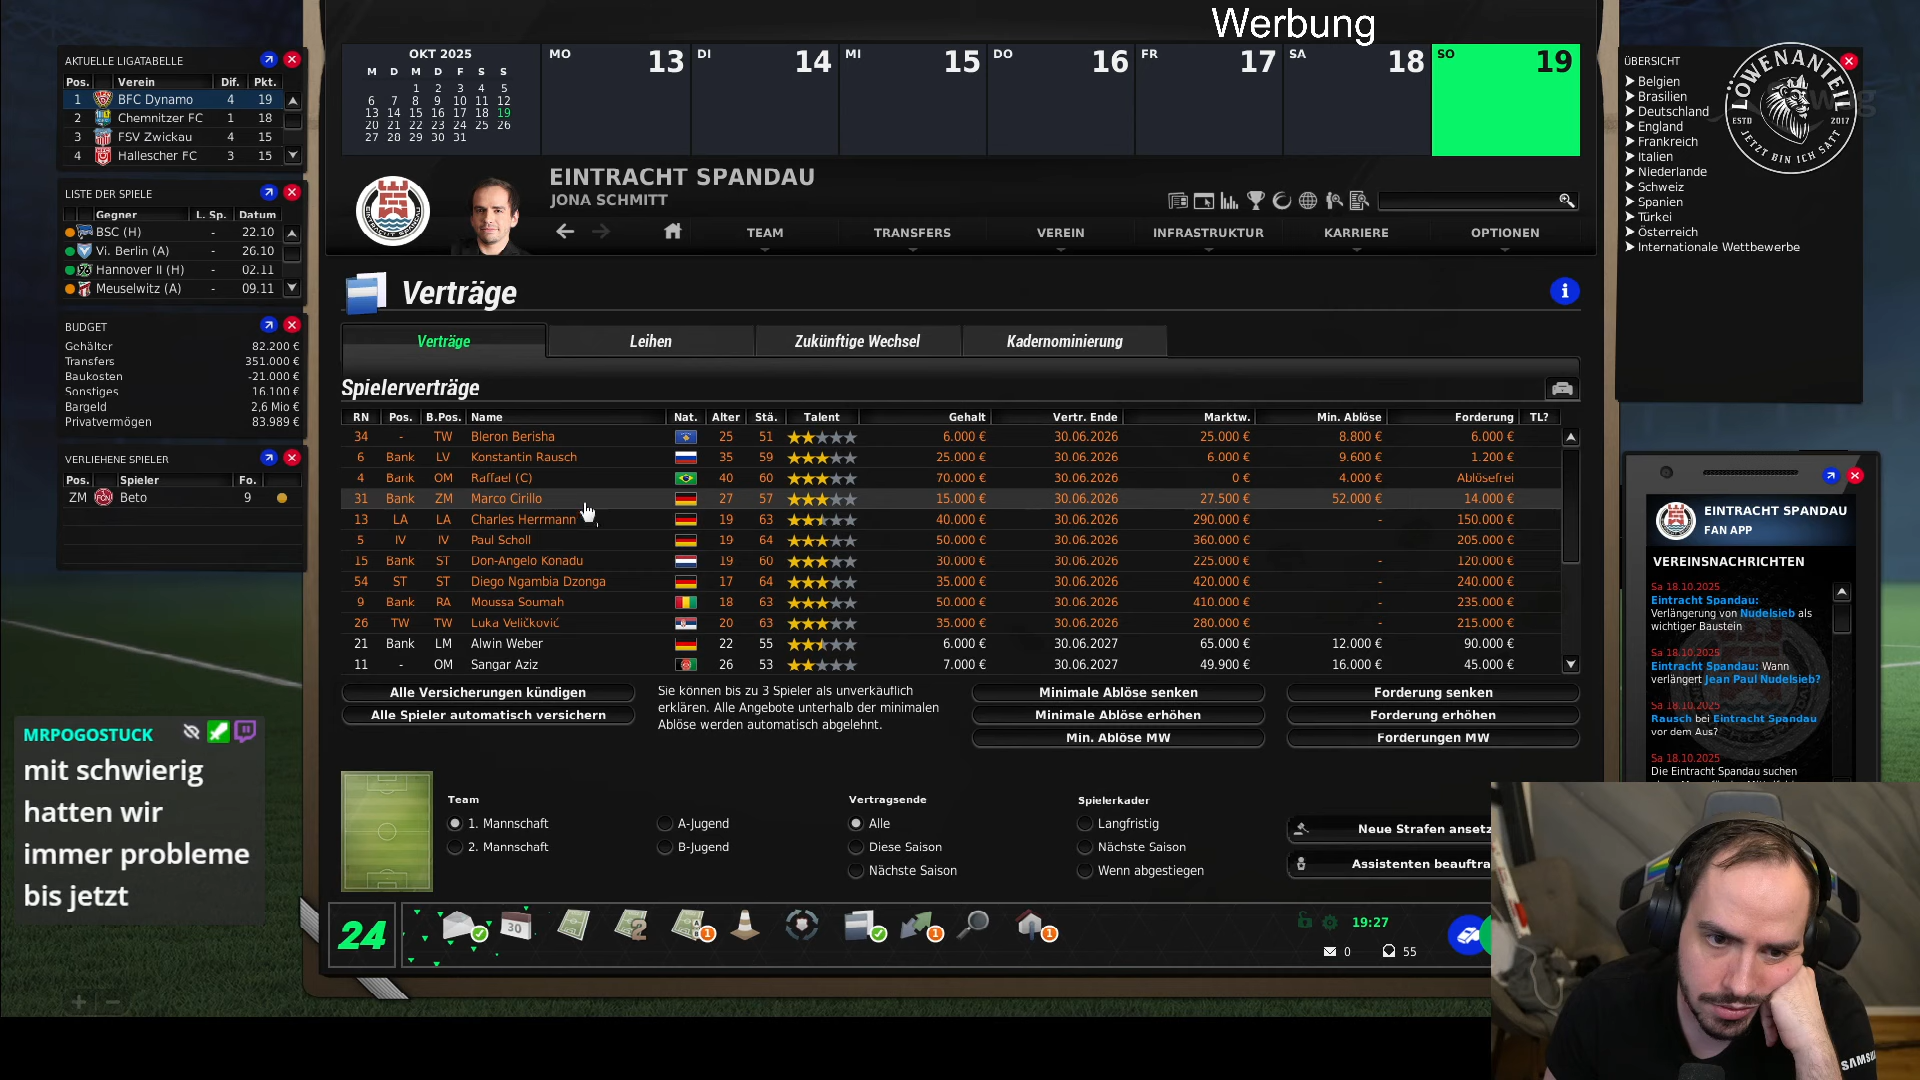 Werbung
AKTUELLE LIGATABELLE
Pos. Verein Dif. Pkt.
1 BFC Dynamo 4 19
2 Chemnitzer FC 1 18
3 FSV Zwickau 4 15
4 Hallescher FC 3 15
LISTE DER SPIELE
Gegner L. Sp. Datum
BSC (H) - 22.10
Vi. Berlin (A) - 26.10
Hannover II (H) - 02.11
Meuselwitz (A) - 09.11
BUDGET
Gehälter 82.200 €
Transfers 351.000 €
Baukosten -21.000 €
Sonstiges 16.100 €
Bargeld 2,6 Mio €
Privatvermögen 83.989 €
VERLIEHENE SPIELER
Pos. Spieler Fo.
ZM Beto 9
MRPOGOSTUCK
mit schwierig
hatten wir
immer probleme
bis jetzt
OKT 2025
M D M D F S S
1 2 3 4 5
6 7 8 9 10 11 12
13 14 15 16 17 18 19
20 21 22 23 24 25 26
27 28 29 30 31
MO 13
DI 14
MI 15
DO 16
FR 17
SA 18
SO 19
EINTRACHT SPANDAU
JONA SCHMITT
TEAM TRANSFERS VEREIN INFRASTRUKTUR KARRIERE OPTIONEN
Verträge
Verträge Leihen Zukünftige Wechsel Kadernominierung
Spielerverträge
RN Pos. B.Pos. Name Nat. Alter Stä. Talent Gehalt Vertr. Ende Marktw. Min. Ablöse Forderung TL?
34 - TW Bleron Berisha 25 51 6.000 € 30.06.2026 25.000 € 8.800 € 6.000 €
6 Bank LV Konstantin Rausch 35 59 25.000 € 30.06.2026 6.000 € 9.600 € 1.200 €
4 Bank OM Raffael (C) 40 60 70.000 € 30.06.2026 0 € 4.000 € Ablösefrei
31 Bank ZM Marco Cirillo 27 57 15.000 € 30.06.2026 27.500 € 52.000 € 14.000 €
13 LA LA Charles Herrmann 19 63 40.000 € 30.06.2026 290.000 € - 150.000 €
5 IV IV Paul Scholl 19 64 50.000 € 30.06.2026 360.000 € 205.000 €
15 Bank ST Don-Angelo Konadu 19 60 30.000 € 30.06.2026 225.000 € - 120.000 €
54 ST ST Diego Ngambia Dzonga 17 64 35.000 € 30.06.2026 420.000 € - 240.000 €
9 Bank RA Moussa Soumah 18 63 50.000 € 30.06.2026 410.000 € - 235.000 €
26 TW TW Luka Veličković 20 63 35.000 € 30.06.2026 280.000 € - 215.000 €
21 Bank LM Alwin Weber 22 55 6.000 € 30.06.2027 65.000 € 12.000 € 90.000 €
11 - OM Sangar Aziz 26 53 7.000 € 30.06.2027 49.900 € 16.000 € 45.000 €
Alle Versicherungen kündigen
Alle Spieler automatisch versichern
Sie können bis zu 3 Spieler als unverkäuflich
erklären. Alle Angebote unterhalb der minimalen
Ablöse werden automatisch abgelehnt.
Minimale Ablöse senken
Minimale Ablöse erhöhen
Min. Ablöse MW
Forderung senken
Forderung erhöhen
Forderungen MW
Team
1. Mannschaft A-Jugend
2. Mannschaft B-Jugend
Vertragsende
Alle
Diese Saison
Nächste Saison
Spielerkader
Langfristig
Nächste Saison
Wenn abgestiegen
Neue Strafen ansetz
Assistenten beauftra
24
30
2
1
1
1
19:27
0 55
ÜBERSICHT
Belgien
Brasilien
Deutschland
England
Frankreich
Italien
Niederlande
Schweiz
Spanien
Türkei
Österreich
Internationale Wettbewerbe
LÖWENANTEIL
ESTD 2017
JETZT BIN ICH SATT
EINTRACHT SPANDAU
FAN APP
VEREINSNACHRICHTEN
Sa 18.10.2025
Eintracht Spandau:
Verlängerung von Nudelsieb als
wichtiger Baustein
Sa 18.10.2025
Eintracht Spandau: Wann
verlängert Jean Paul Nudelsieb?
Sa 18.10.2025
Rausch bei Eintracht Spandau
vor dem Aus?
Sa 18.10.2025
Die Eintracht Spandau suchen
SAMSU